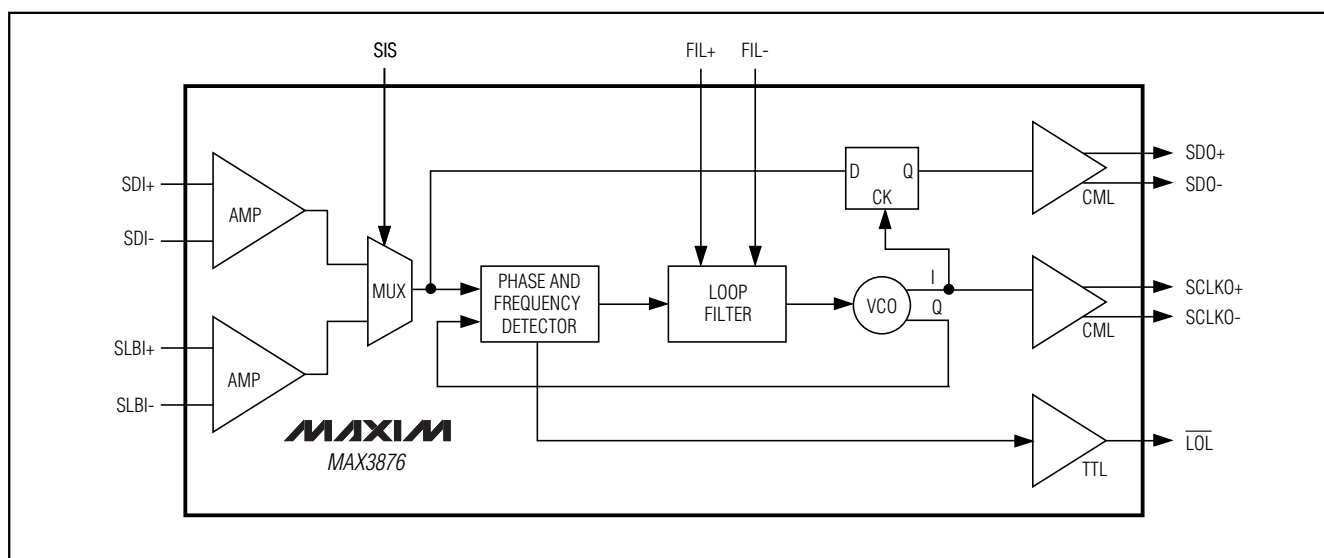 SIS
FIL+ FIL-
SDI+
SDI-
AMP
MUX
SLBI+
SLBI-
AMP
PHASE AND
FREQUENCY
DETECTOR
LOOP
FILTER
VCO
I
Q
D Q
CK
CML
SDO+
SDO-
CML
SCLKO+
SCLKO-
TTL
LOL
MAXIM
MAX3876